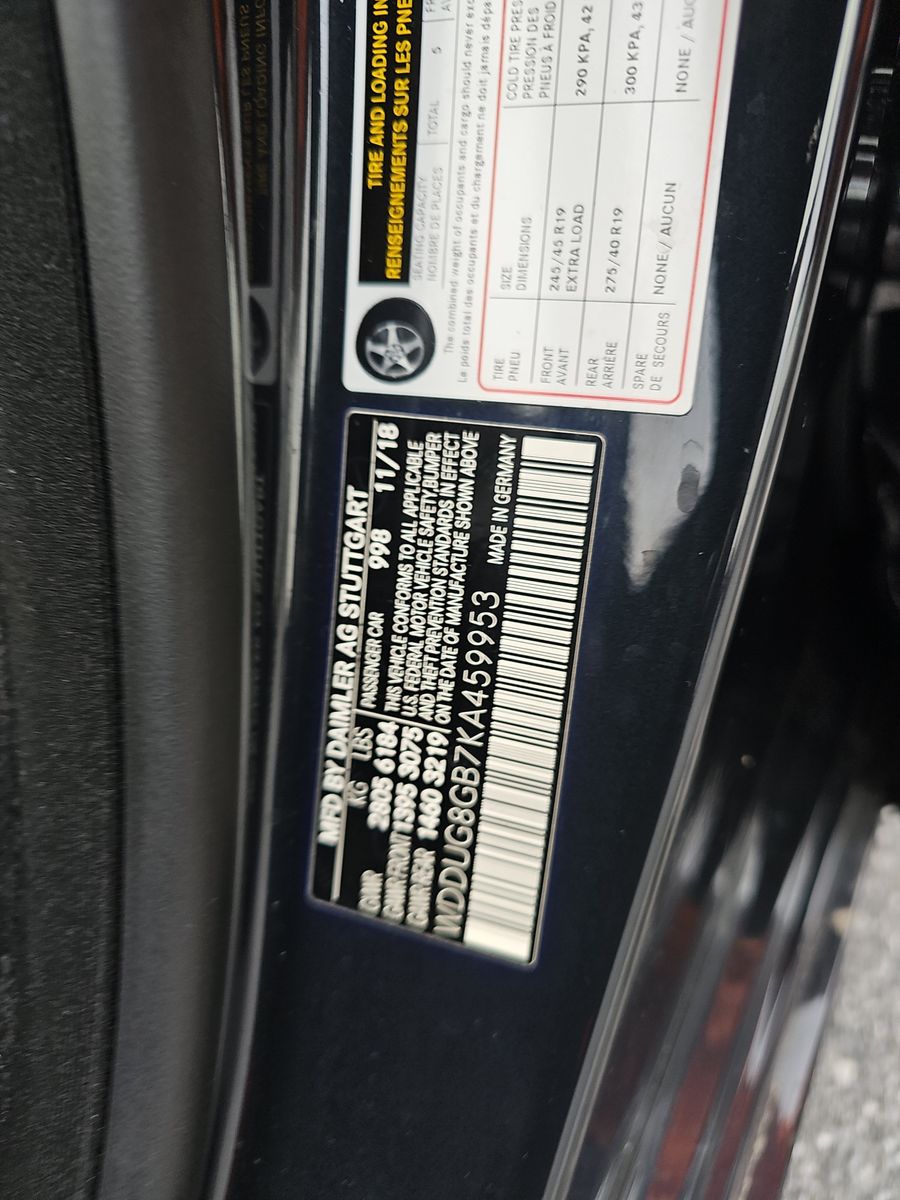 TIRE AND LOADING IN
RENSEIGNEMENTS SUR LES PNE
SEATING CAPACITY
NOMBRE DE PLACES
TOTAL 5
The combined weight of occupants and cargo should never exc
Le poids total des occupants et du chargement ne doit jamais dépa
TIRE
PNEU
SIZE
DIMENSIONS
COLD TIRE PRES
PRESSION DES
PNEUS À FROID
FRONT
AVANT
245/45 R19
EXTRA LOAD
290 KPA, 42
REAR
ARRIÈRE
275/40 R19
300 KPA, 43
SPARE
DE SECOURS
NONE / AUCUN
NONE / AUC
MFD BY DAIMLER AG STUTTGART
KG LBS PASSENGER CAR 998 11/18
GVWR 2805 6184
GAWR FRONT 1395 3075
GAWR REAR 1460 3219
THIS VEHICLE CONFORMS TO ALL APPLICABLE
U.S. FEDERAL MOTOR VEHICLE SAFETY,BUMPER
AND THEFT PREVENTION STANDARDS IN EFFECT
ON THE DATE OF MANUFACTURE SHOWN ABOVE
WDDUG8GB7KA459953 MADE IN GERMANY